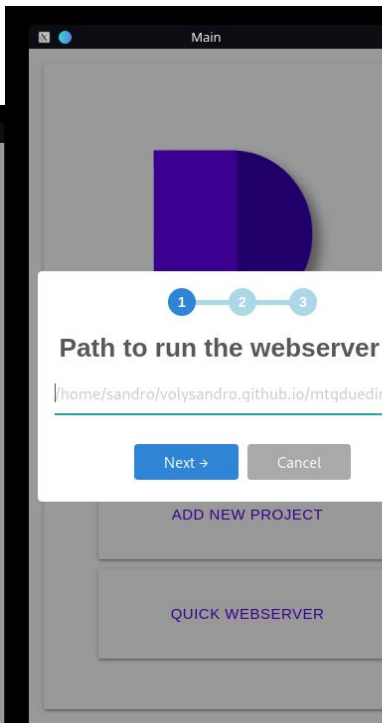 Main
1 2 3
Path to run the webserver
/home/sandro/volysandro.github.io/mtgduedin
Next →
Cancel
ADD NEW PROJECT
QUICK WEBSERVER